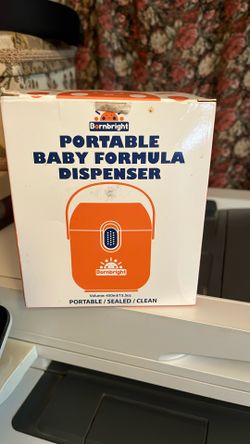 Bornbright
PORTABLE
BABY FORMULA
DISPENSER
Bornbright
PORTABLE / SEALED / CLEAN